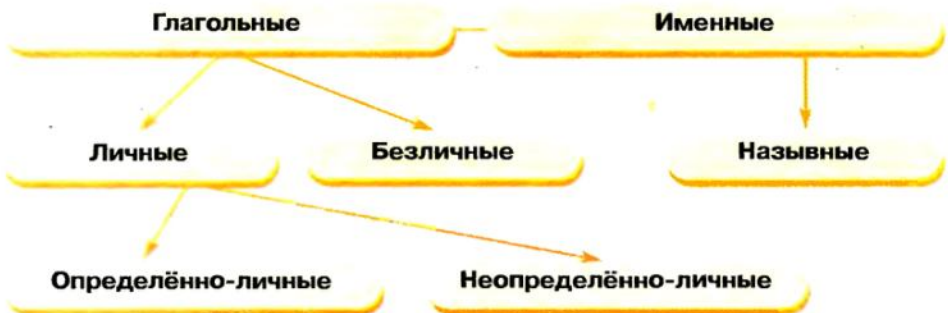 Глагольные Именные
Личные Безличные Назывные
Определённо-личные Неопределённо-личные